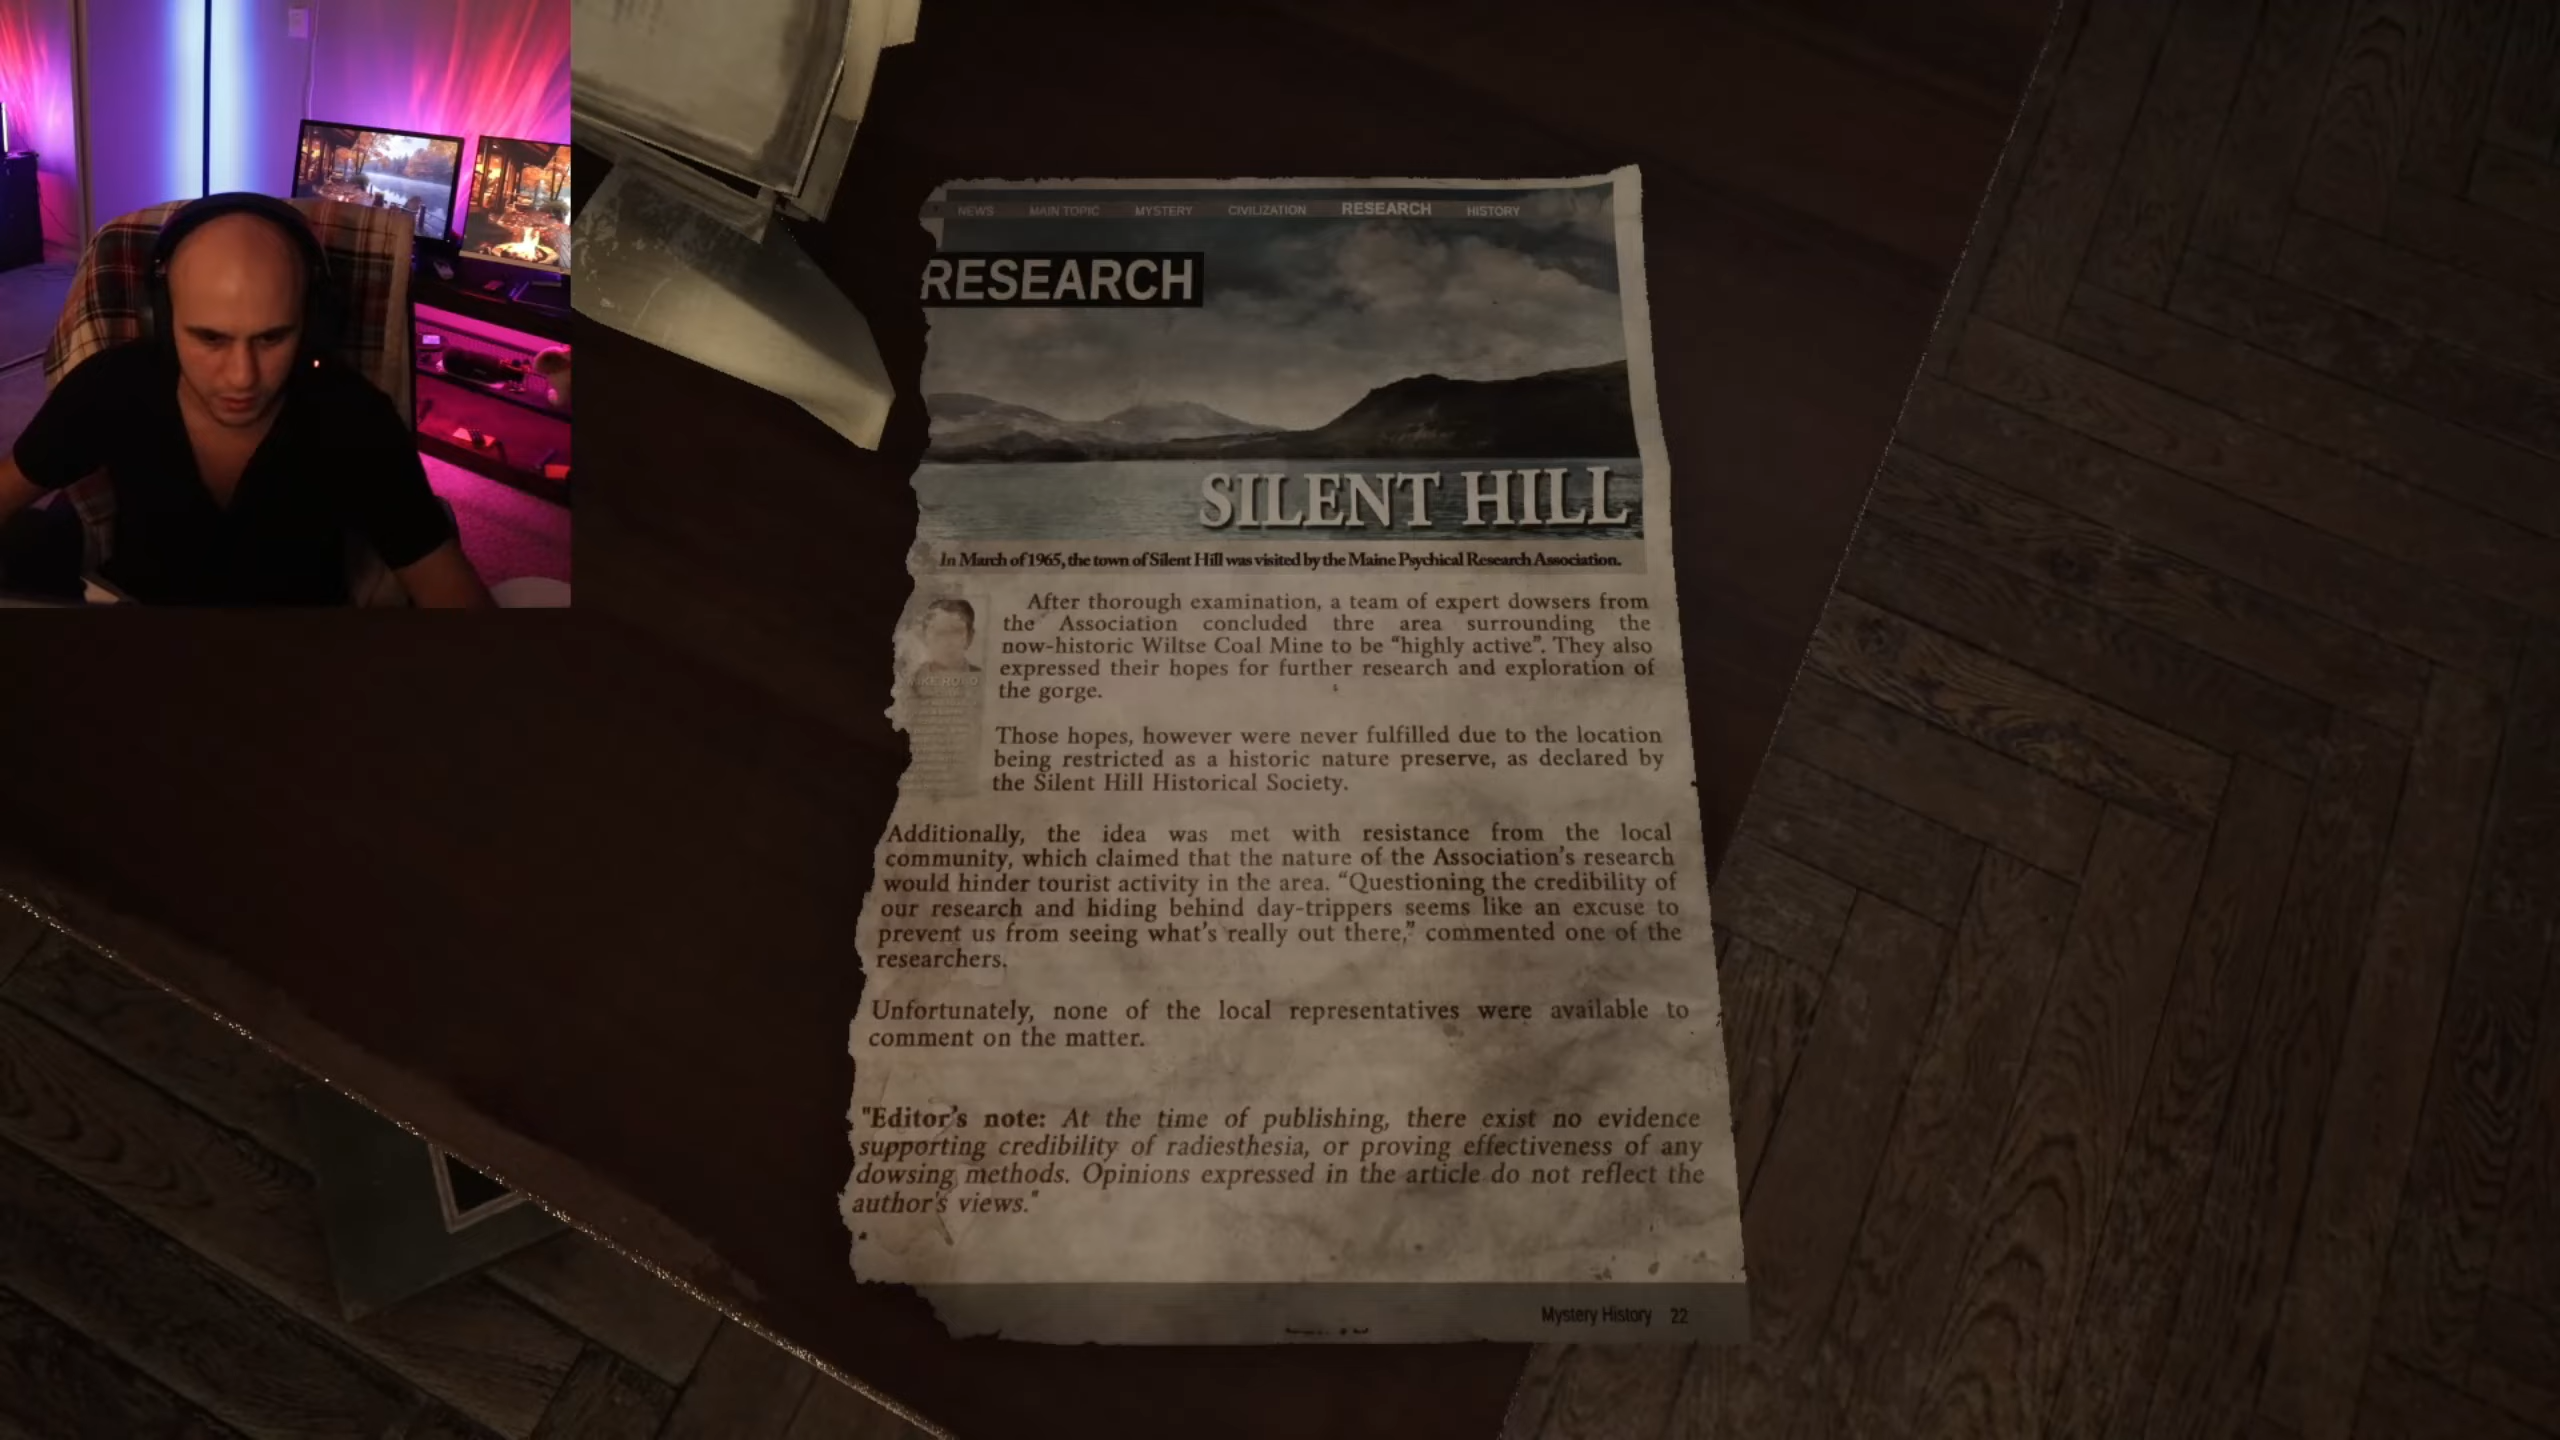 NEWS MAIN TOPIC MYSTERY CIVILIZATION RESEARCH HISTORY
RESEARCH
SILENT HILL
In March of 1965, the town of Silent Hill was visited by the Maine Psychical Research Association.
After thorough examination, a team of expert dowsers from
the Association concluded thre area surrounding the
now-historic Wiltse Coal Mine to be “highly active”. They also
expressed their hopes for further research and exploration of
the gorge.
Those hopes, however were never fulfilled due to the location
being restricted as a historic nature preserve, as declared by
the Silent Hill Historical Society.
Additionally, the idea was met with resistance from the local
community, which claimed that the nature of the Association's research
would hinder tourist activity in the area. “Questioning the credibility of
our research and hiding behind day-trippers seems like an excuse to
prevent us from seeing what's really out there,” commented one of the
researchers.
Unfortunately, none of the local representatives were available to
comment on the matter.
"Editor's note: At the time of publishing, there exist no evidence
supporting credibility of radiesthesia, or proving effectiveness of any
dowsing methods. Opinions expressed in the article do not reflect the
author's views."
Mystery History 22